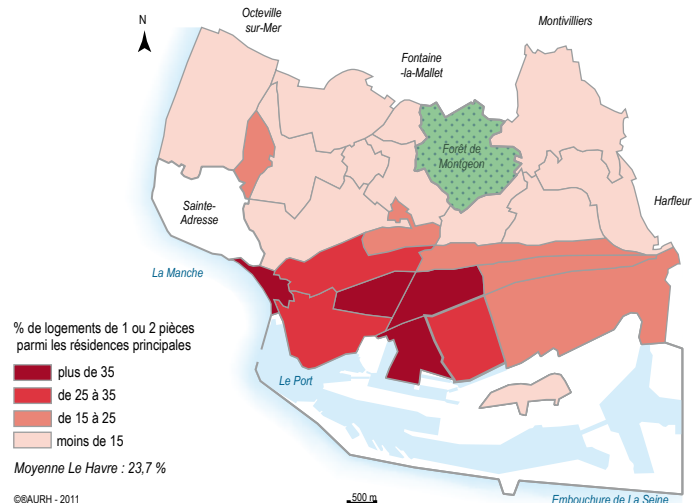 Octeville
sur-Mer
Montivilliers
N
Fontaine
-la-Mallet
Forêt de
Montgeon
Sainte-
Adresse
Harfleur
La Manche
% de logements de 1 ou 2 pièces
parmi les résidences principales
plus de 35
de 25 à 35
de 15 à 25
moins de 15
Le Port
Moyenne Le Havre : 23,7 %
©®AURH - 2011
500 m
Embouchure de La Seine